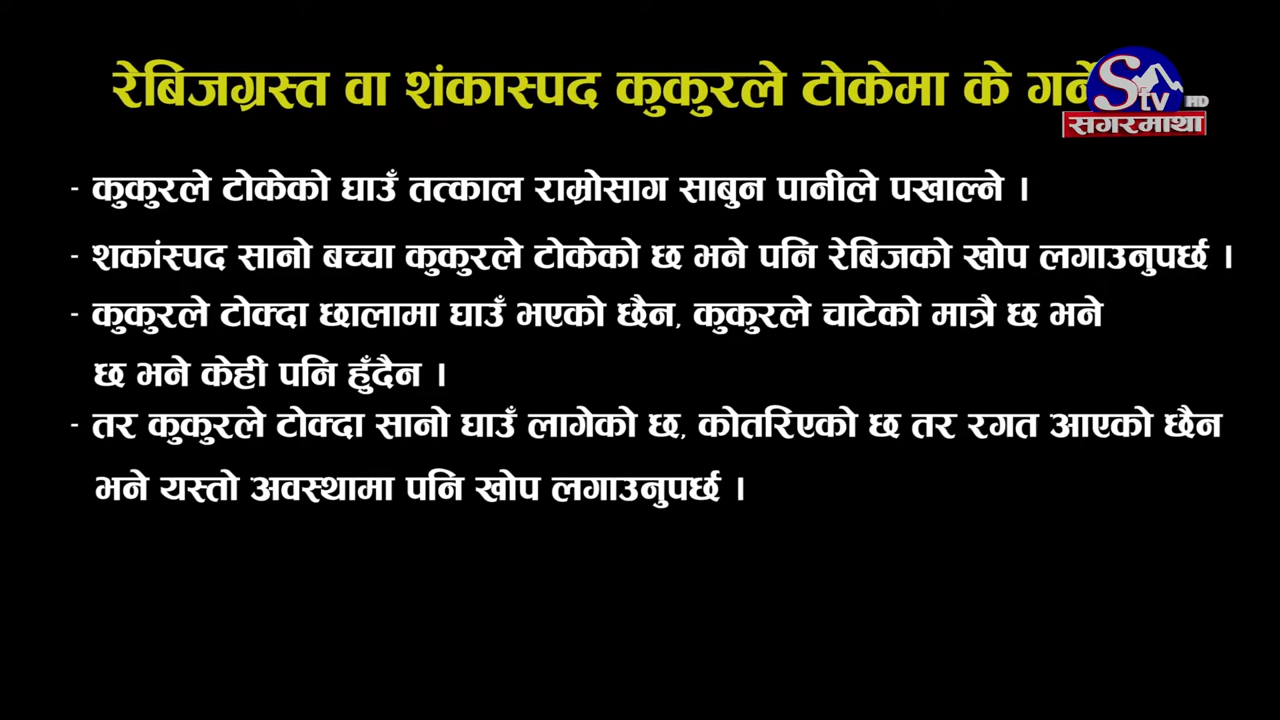 रेबिजग्रस्त वा शंकास्पद कुकुरले टोकेमा के गर्ने
S tv HD
सगरमाथा
- कुकुरले टोकेको घाउँ तत्काल राम्रोसाग साबुन पानीले पखाल्ने ।
- शकांस्पद सानो बच्चा कुकुरले टोकेको छ भने पनि रेबिजको खोप लगाउनुपर्छ ।
- कुकुरले टोक्दा छालामा घाउँ भएको छैन, कुकुरले चाटेको मात्रै छ भने
छ भने केही पनि हुँदैन ।
- तर कुकुरले टोक्दा सानो घाउँ लागेको छ, कोतरिएको छ तर रगत आएको छैन
भने यस्तो अवस्थामा पनि खोप लगाउनुपर्छ ।